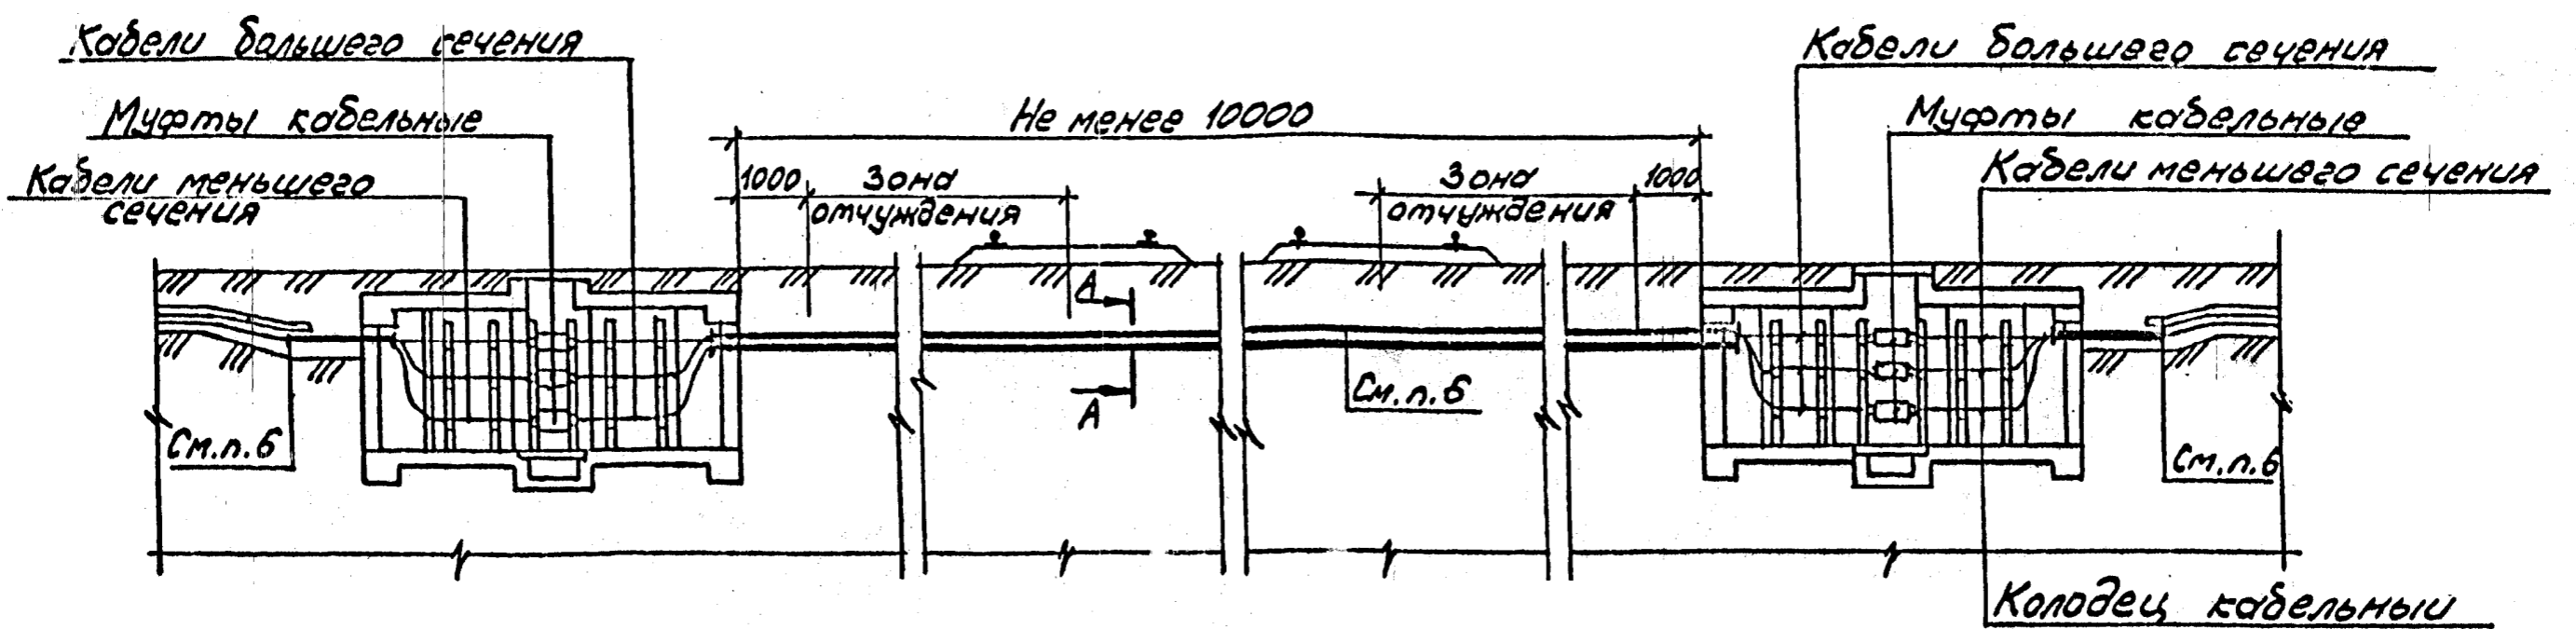 Кабели большего сечения
Кабели большего сечения
Муфты кабельные
Не менее 10000
Муфты кабельные
Кабели меньшего
сечения
1000
Зона
отчуждения
Зона
отчуждения
1000
Кабели меньшего сечения
А
А
См.п.6
См.п.6
См.п.6
Колодец кабельный